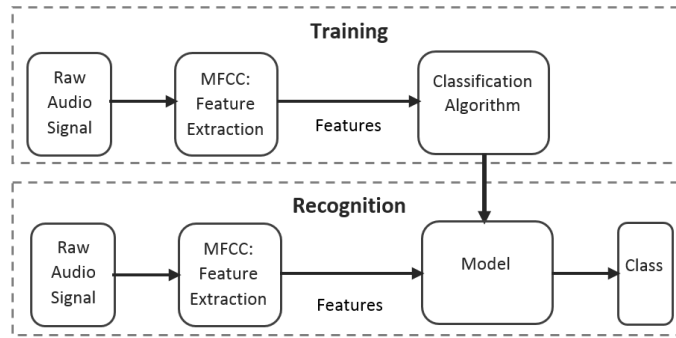 Training
Raw
Audio
Signal
MFCC:
Feature
Extraction
Features
Classification
Algorithm
Recognition
Raw
Audio
Signal
MFCC:
Feature
Extraction
Features
Model
Class